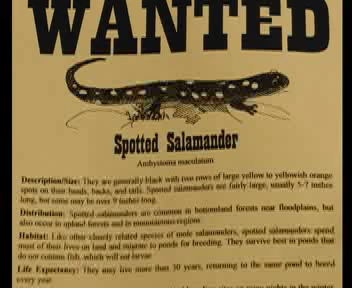 WANTED
Spotted Salamander
Ambystoma maculatum
Description/Size: They are generally black with two rows of large yellow to yellowish orange
spots on their heads, backs, and tails. Spotted salamanders are fairly large, usually 5-7 inches
long, but some may be over 9 inches long.
Distribution: Spotted salamanders are common in bottomland forests near floodplains, but
also occur in upland forests and in mountainous regions
Habitat: Like other closely related species of mole salamanders, spotted salamanders spend
most of their lives on land and migrate to ponds for breeding. They survive best in ponds that
do not contain fish, which will eat larvae
Life Expectancy: They may live more than 30 years, returning to the same pond to breed
every year